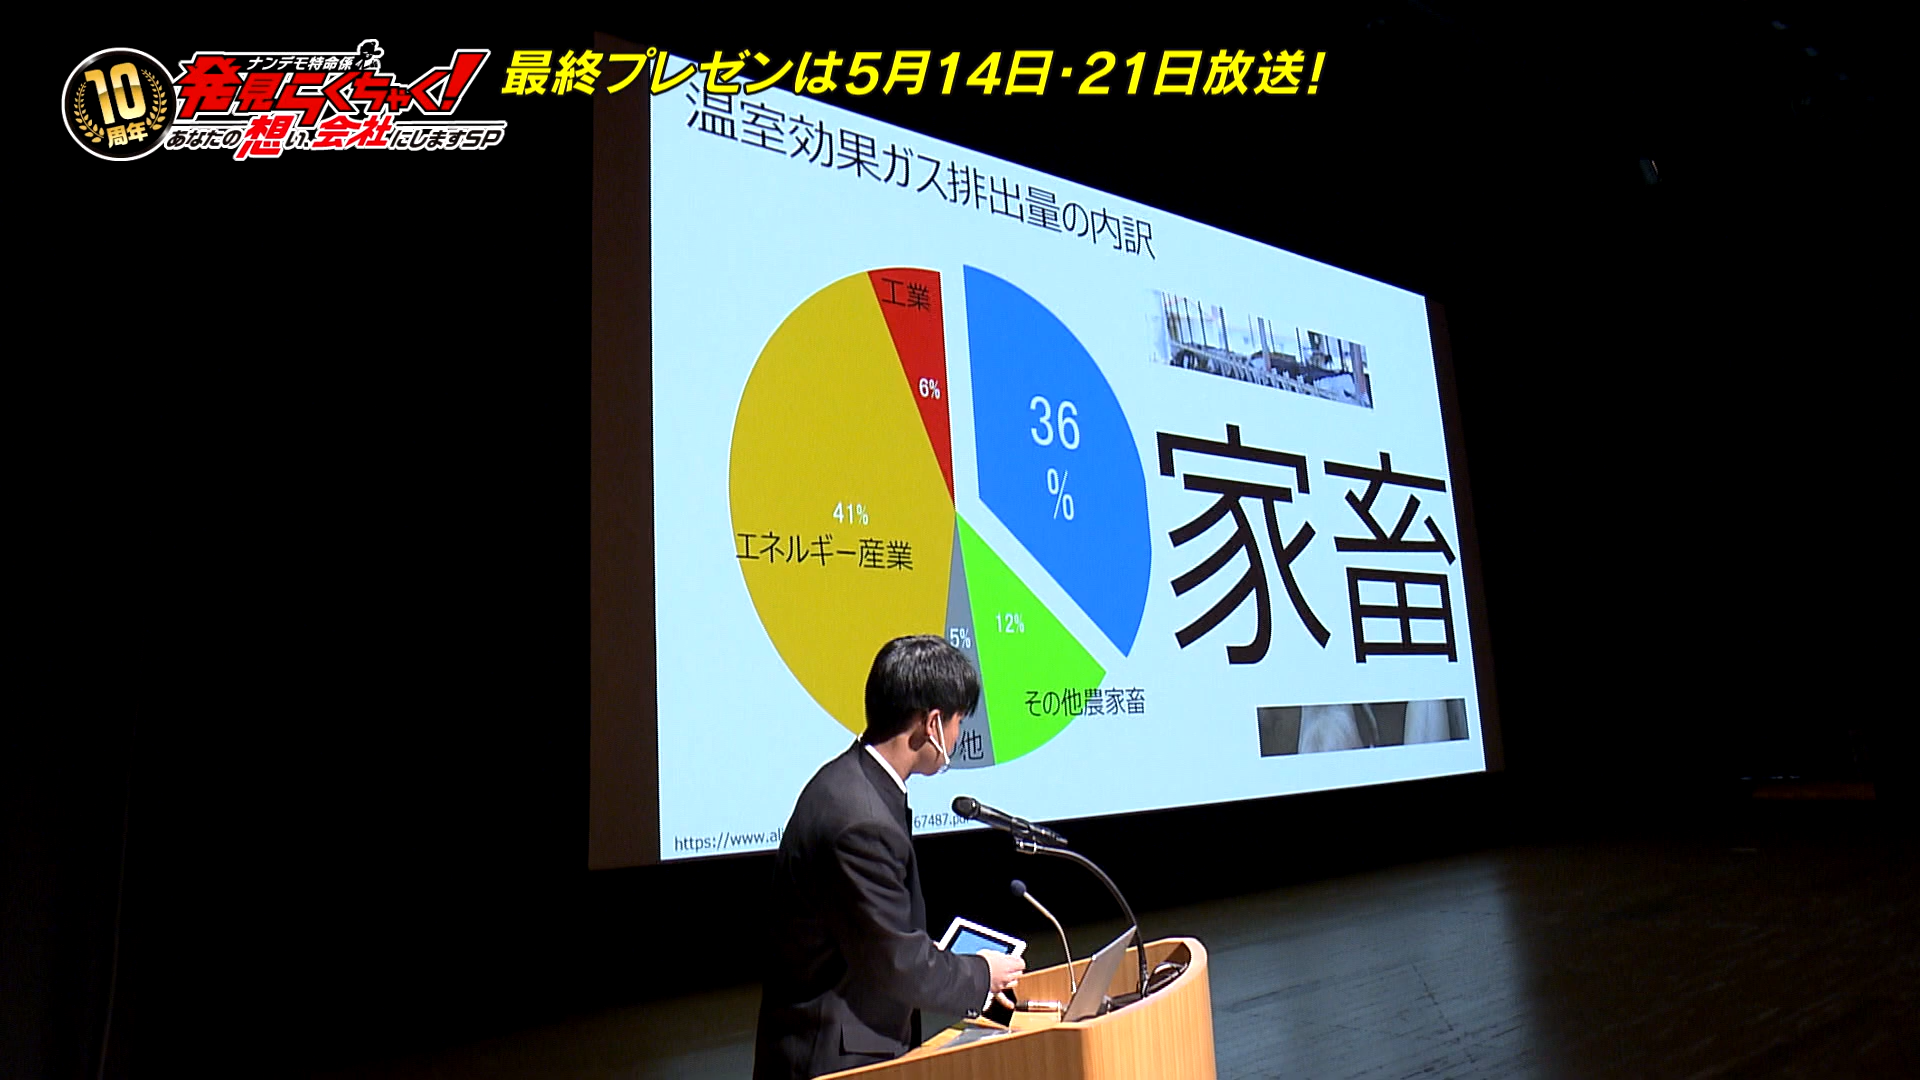 10周年
ナンデモ特命係
発見らくちゃく!
あなたの想い、会社にしますSP
最終プレゼンは5月14日・21日放送!
温室効果ガス排出量の内訳
工業
6%
36
%
家畜
41%
エネルギー産業
5%
12%
その他農家畜
他
https://www.al
67487.pdf